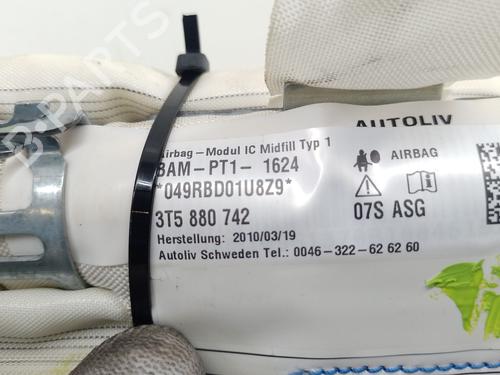 AUTOLIV
Airbag-Modul IC Midfill Typ 1
BAM-PT1- 1624
*049RBD01U8Z9*
AIRBAG
3T5 880 742
07S ASG
Herstellung: 2010/03/19
Autoliv Schweden Tel.: 0046-322-62 62 60
B-PARTS